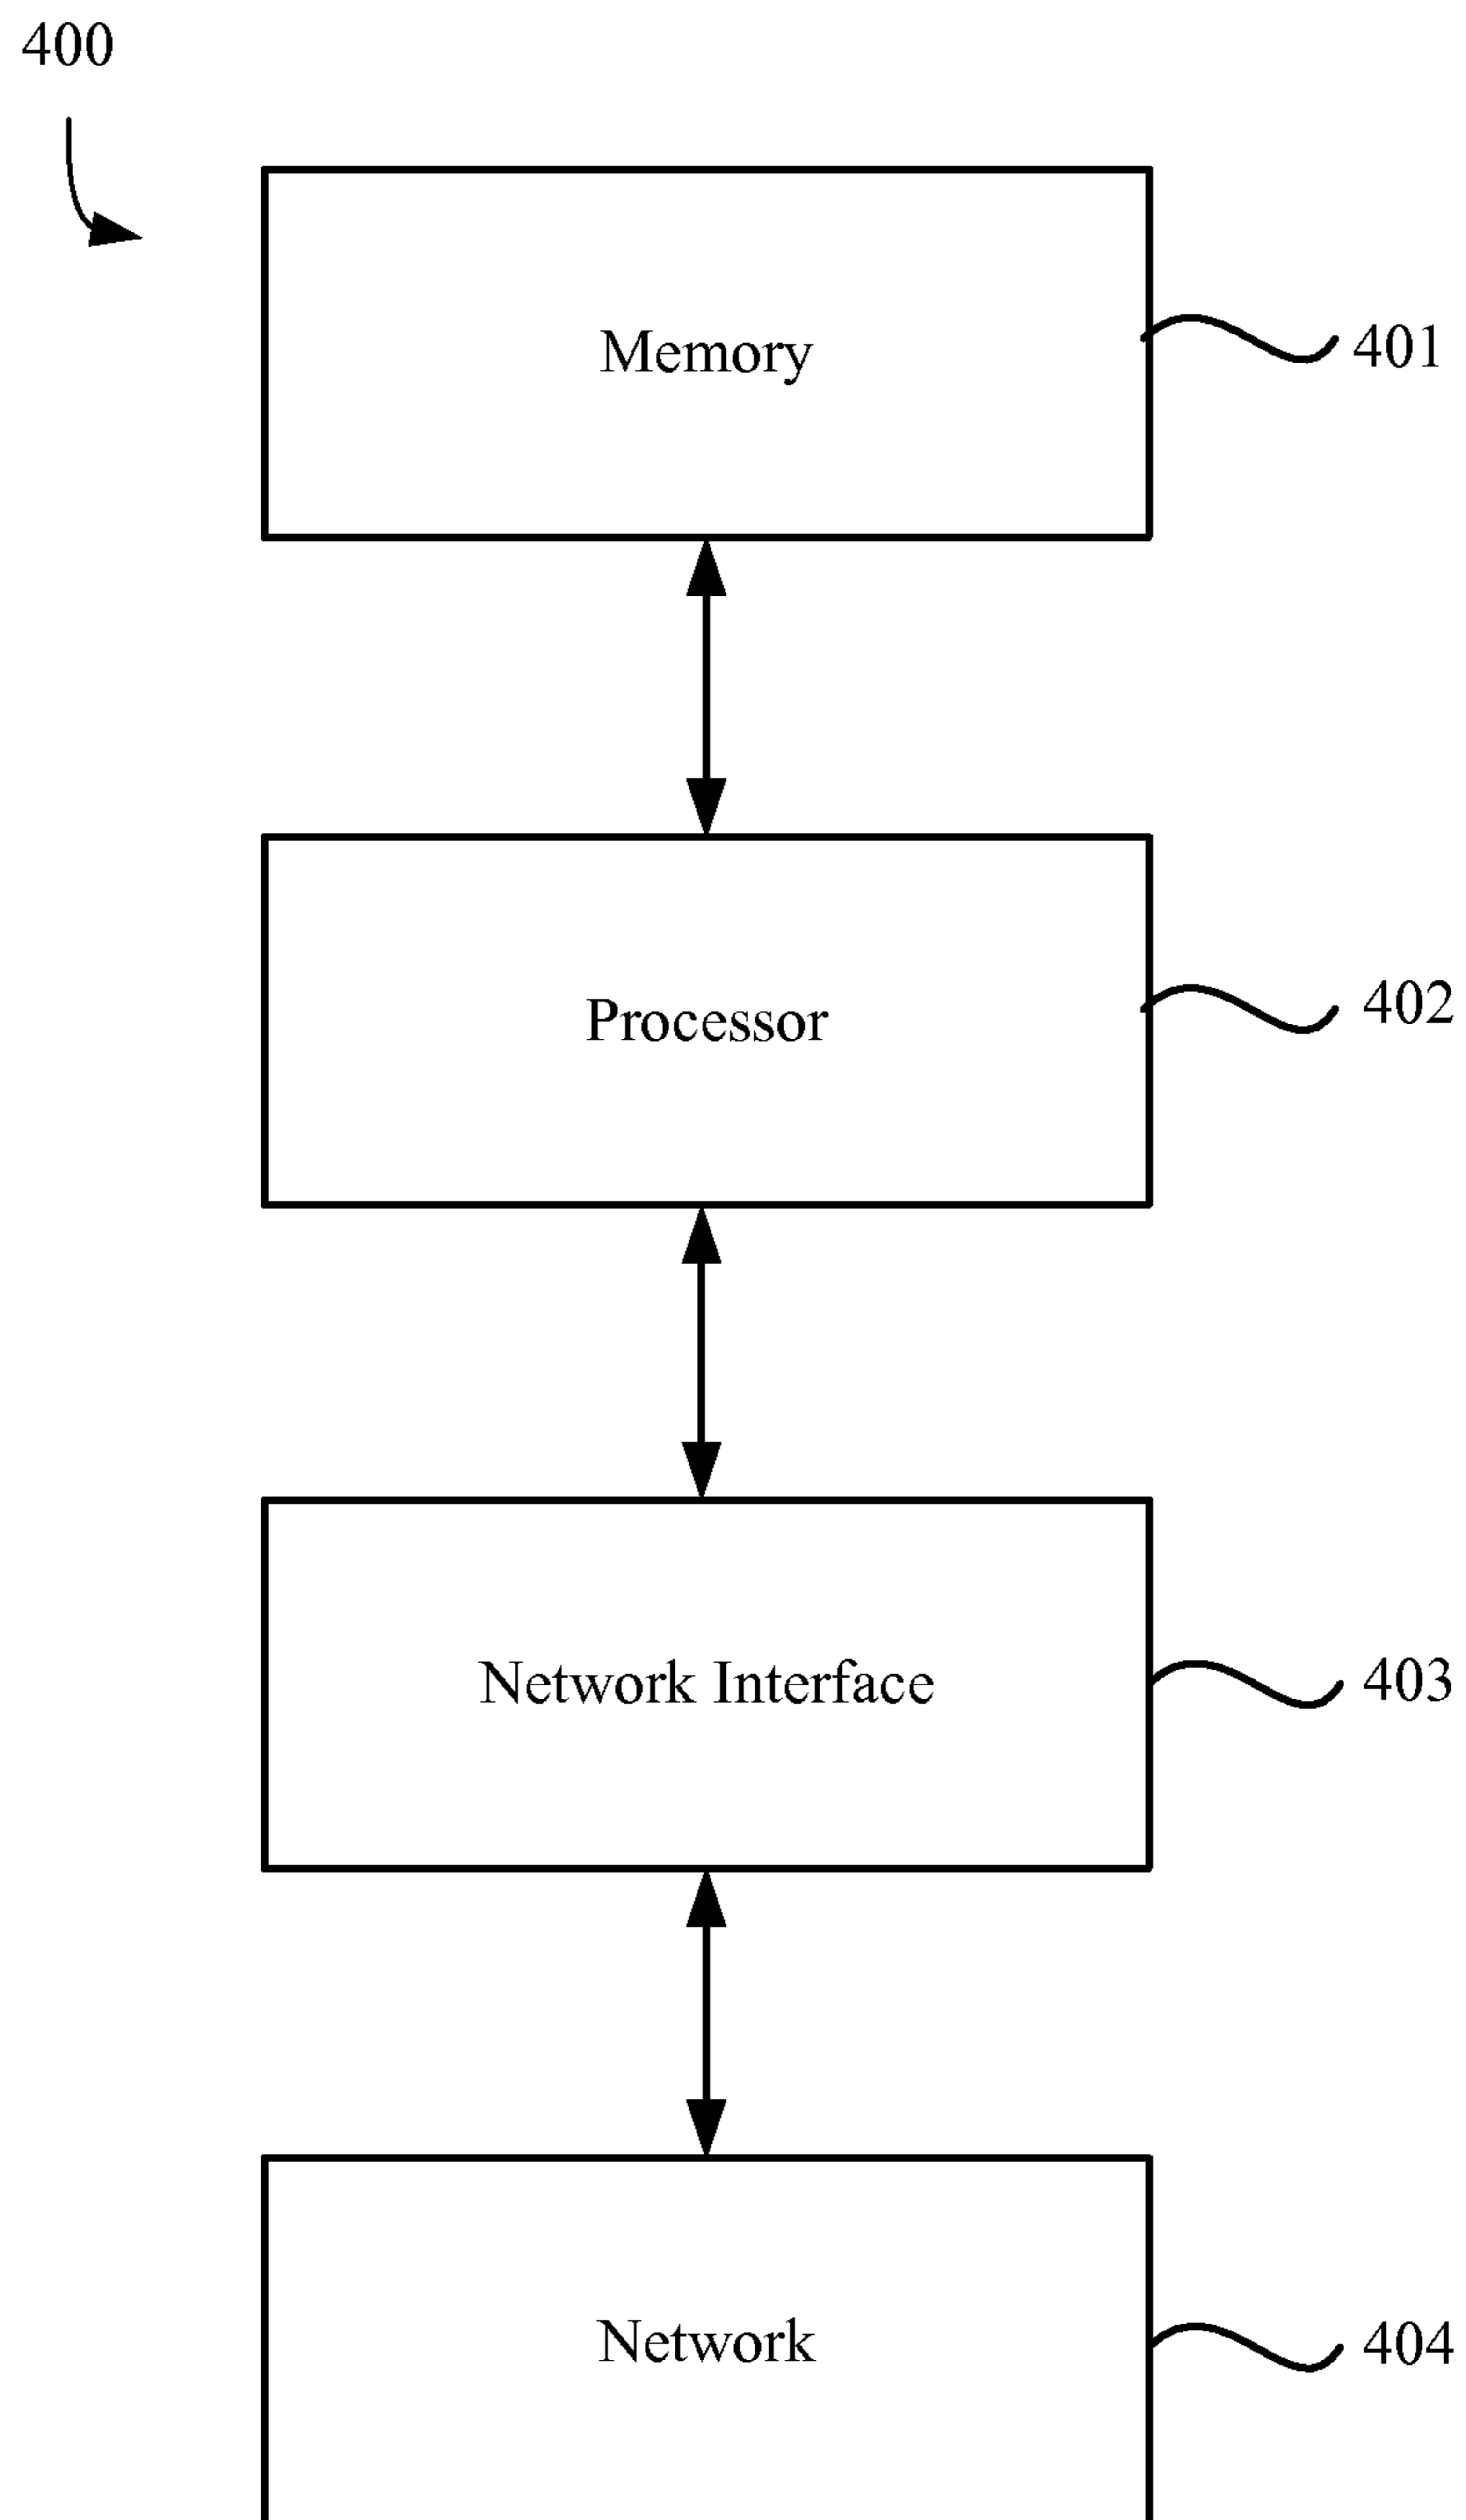 400
Memory
401
Processor
402
Network Interface
403
Network
404